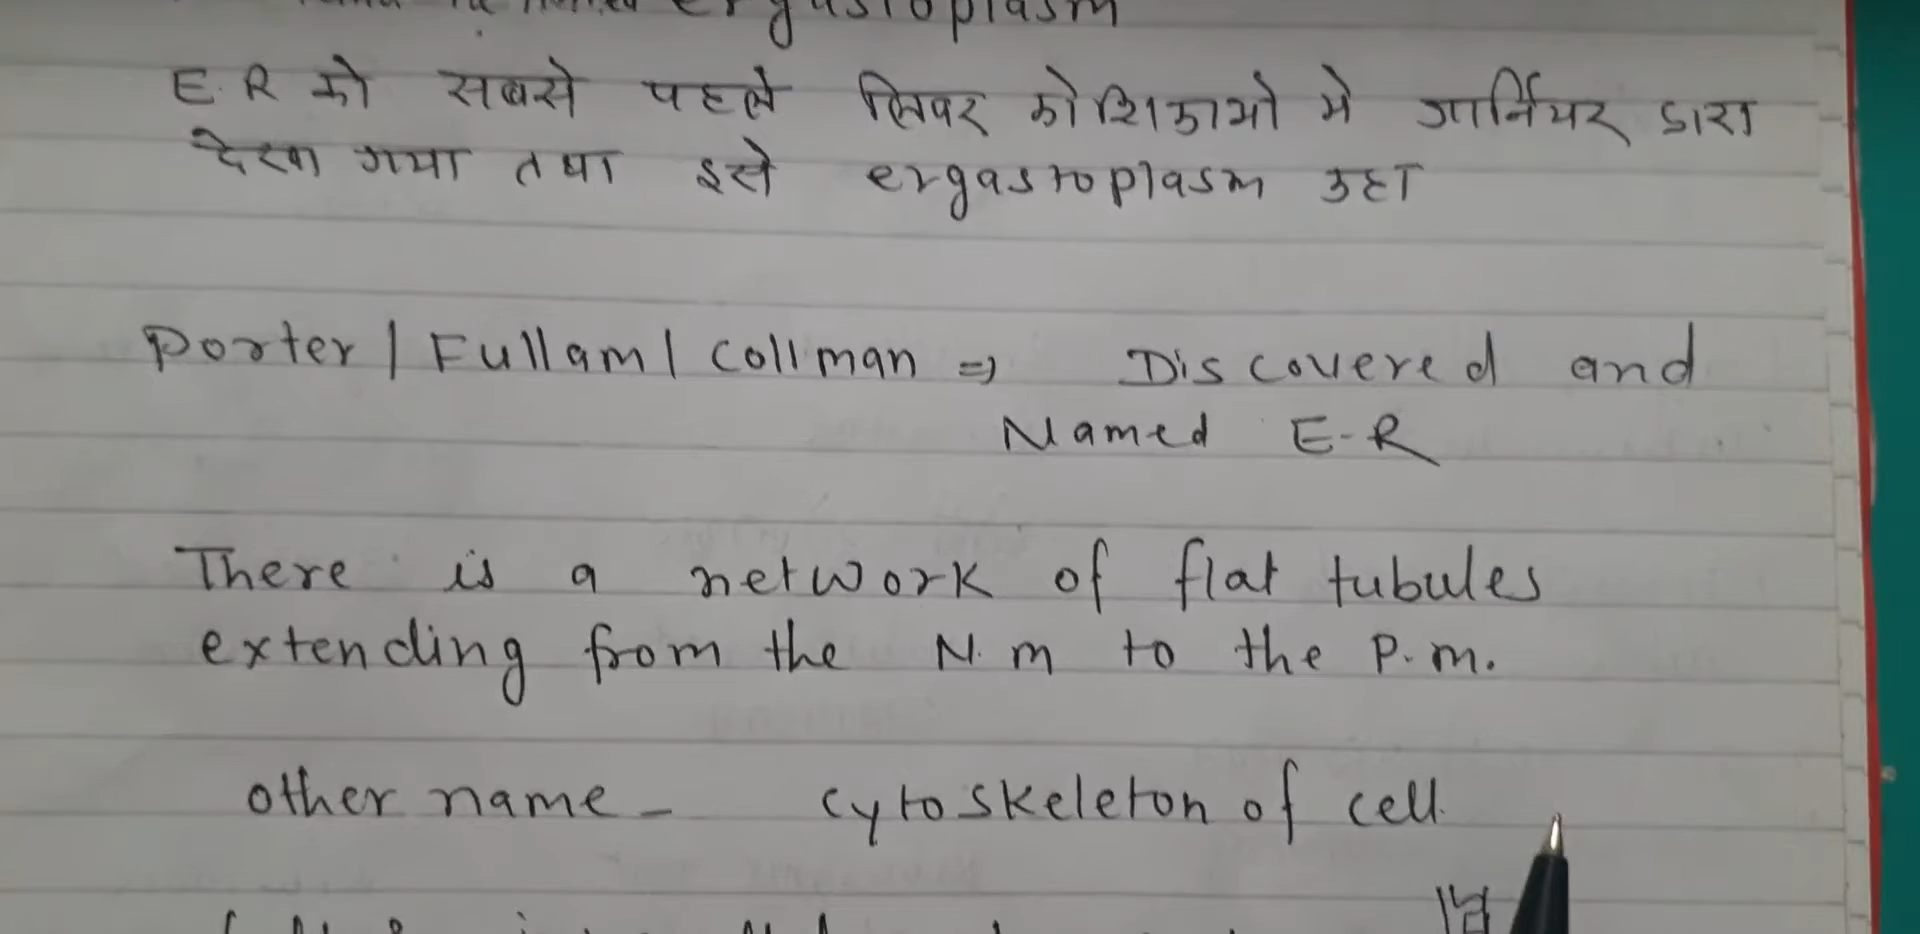 ergastoplasm
E.R को सबसे पहले लिवर कोशिकाओ मे गार्नियर द्वारा
देखा गया तथा इसे ergastoplasm कहा
Porter / Fullam / Collman ⇒ Discovered and
Named E-R
There is a network of flat tubules
extending from the N.m to the P.m.
other name - cytoskeleton of cell.